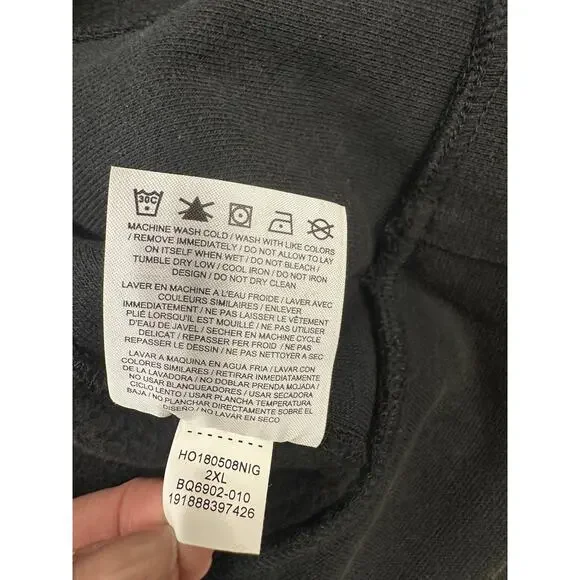 30C
MACHINE WASH COLD / WASH WITH LIKE COLORS
/ REMOVE IMMEDIATELY / DO NOT ALLOW TO LAY
ON ITSELF WHEN WET / DO NOT BLEACH /
TUMBLE DRY LOW / COOL IRON / DO NOT IRON
DESIGN / DO NOT DRY CLEAN
LAVER EN MACHINE A L'EAU FROIDE / LAVER AVEC
COULEURS SIMILAIRES / ENLEVER
IMMEDIATEMENT / NE PAS LAISSER LE VÊTEMENT
PLIÉ LORSQU'IL EST MOUILLÉ / NE PAS UTILISER
D'EAU DE JAVEL / SECHER EN MACHINE CYCLE
DELICAT / REPASSER FER FROID / NE PAS
REPASSER LE DESSIN / NE PAS NETTOYER A SEC
LAVAR A MAQUINA EN AGUA FRIA / LAVAR CON
COLORES SIMILARES / RETIRAR INMEDIATAMENTE
DE LA LAVADORA / NO DOBLAR PRENDA MOJADA /
NO USAR BLANQUEADORES / USAR SECADORA
CICLO LENTO / USAR PLANCHA TEMPERATURA
BAJA / NO PLANCHAR DIRECTAMENTE SOBRE EL
DISEÑO / NO LAVAR EN SECO
HO180508NIG
2XL
BQ6902-010
191888397426